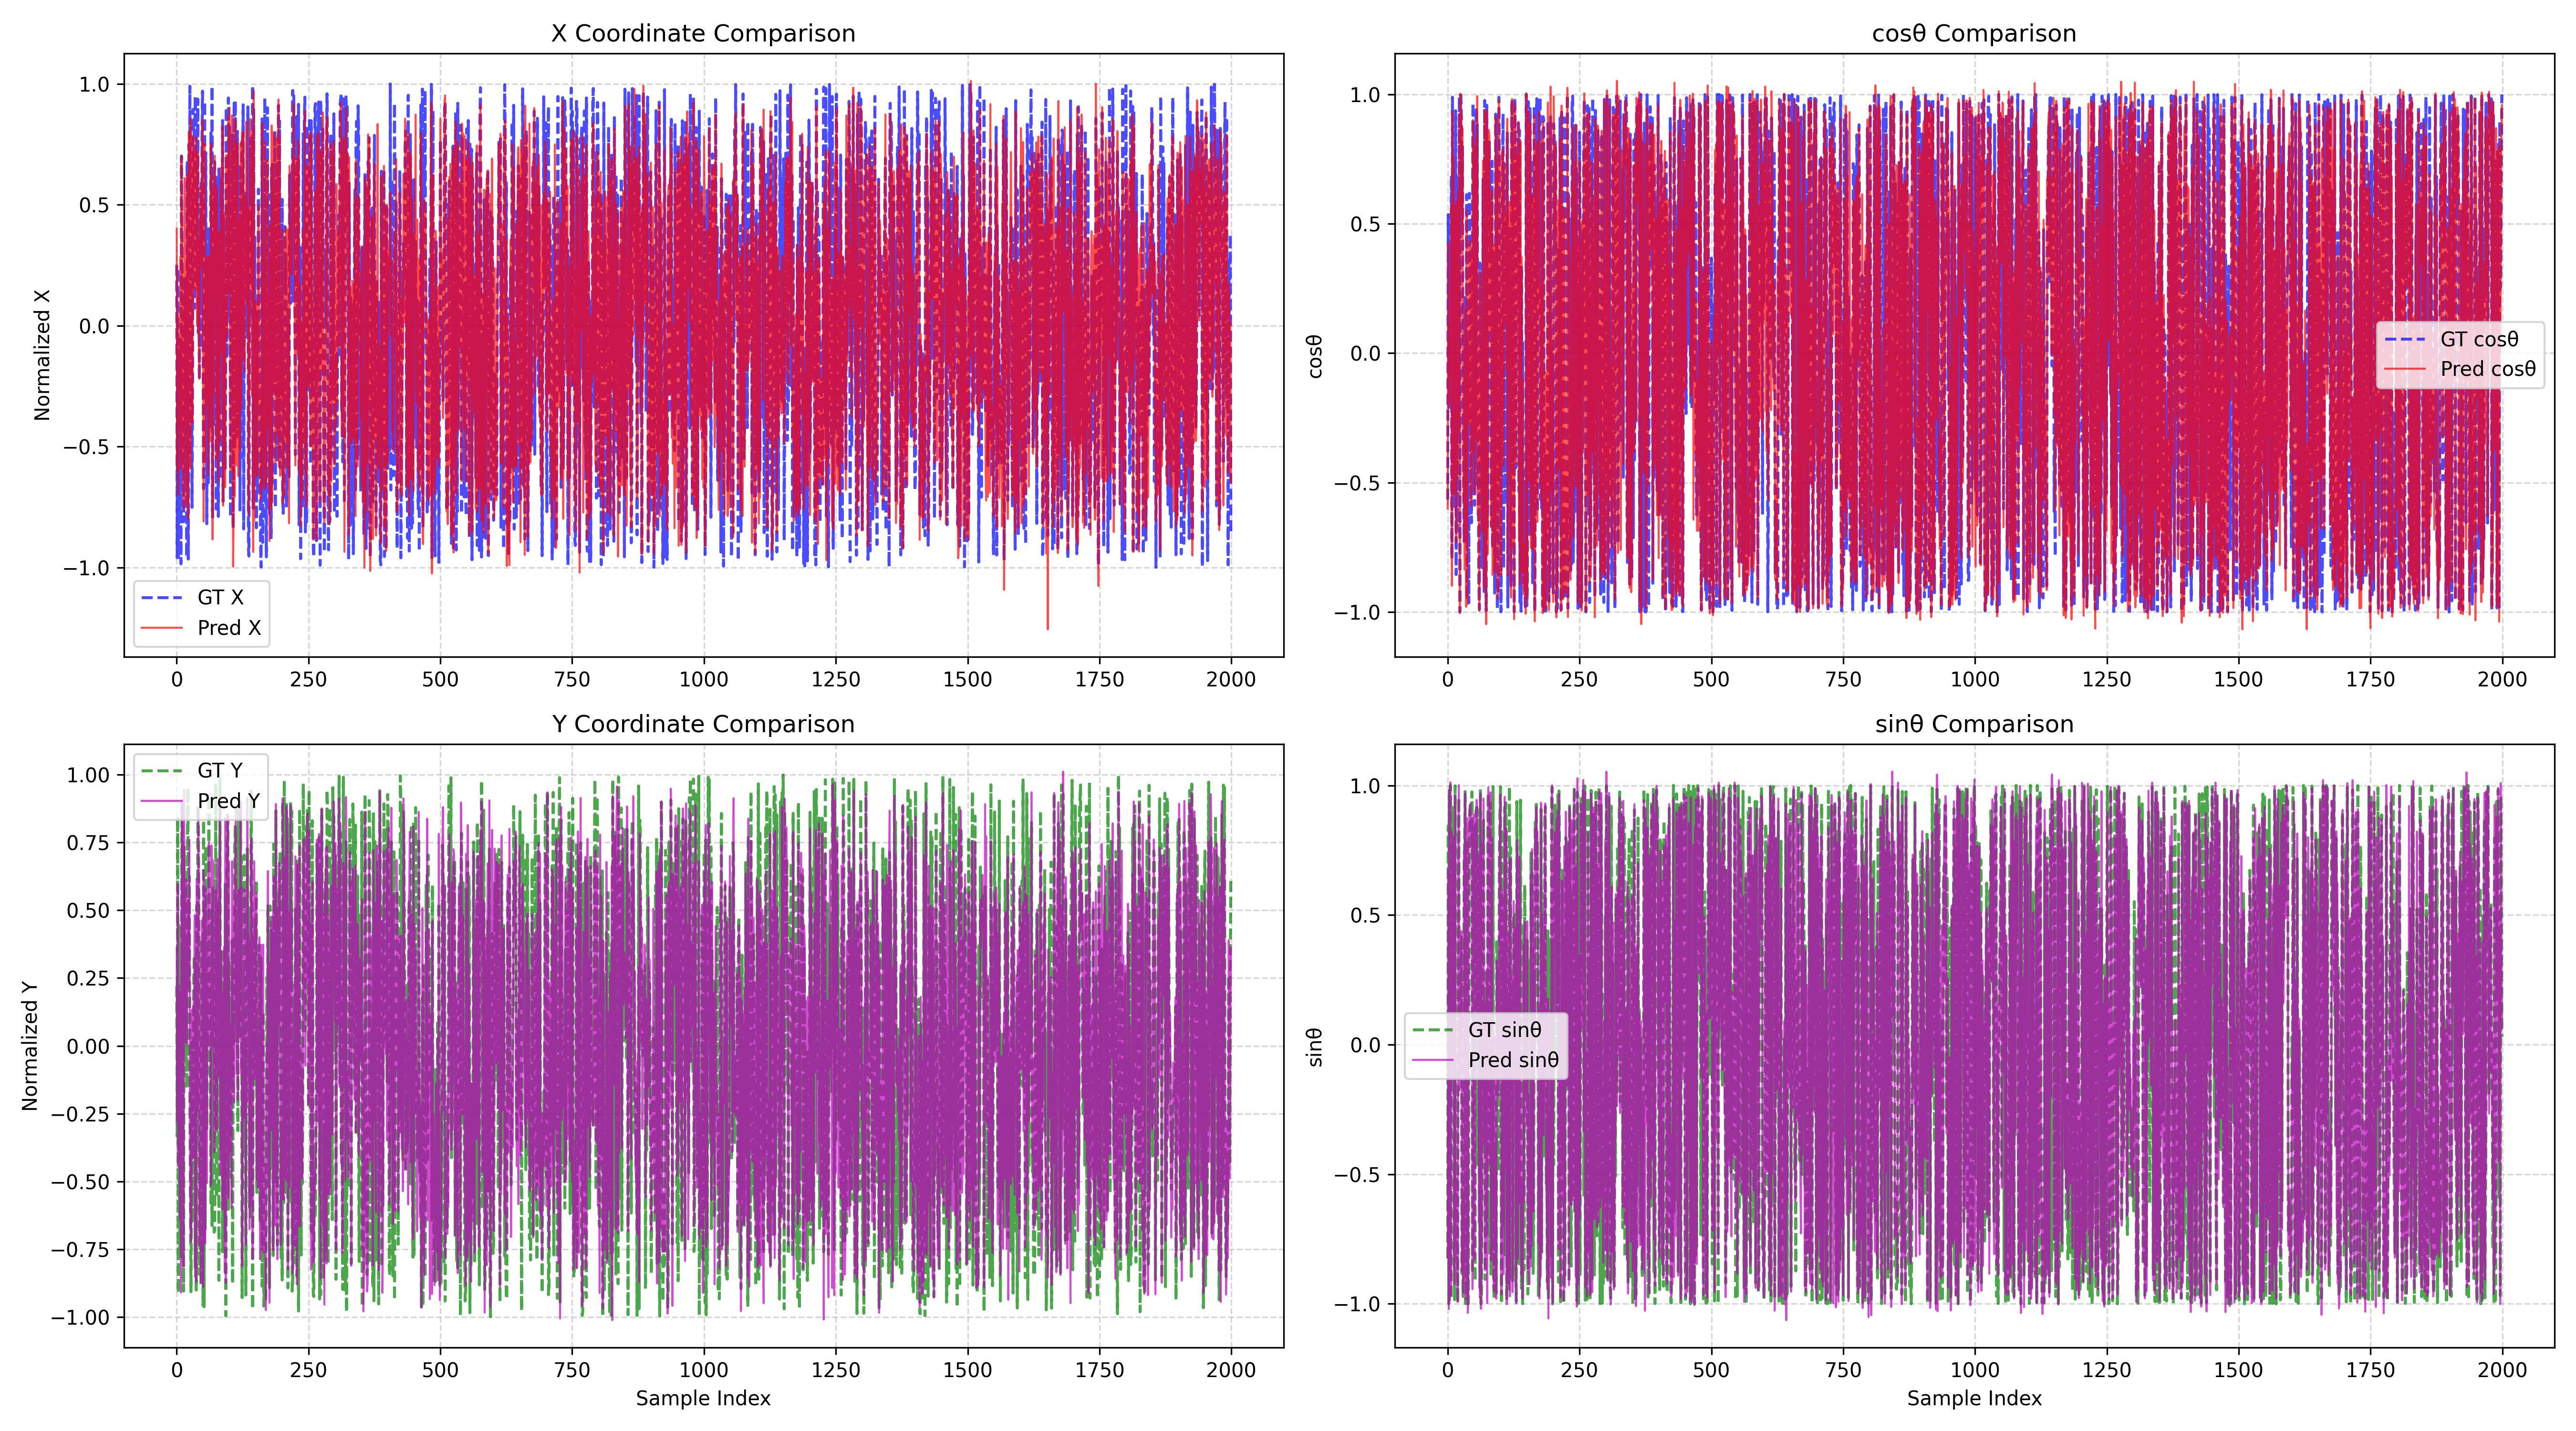 X Coordinate Comparison
Normalized X
1.0
0.5
0.0
−0.5
−1.0
GT X
Pred X
0 250 500 750 1000 1250 1500 1750 2000
cosθ Comparison
cosθ
1.0
0.5
0.0
−0.5
−1.0
GT cosθ
Pred cosθ
0 250 500 750 1000 1250 1500 1750 2000
Y Coordinate Comparison
Normalized Y
1.00
0.75
0.50
0.25
0.00
−0.25
−0.50
−0.75
−1.00
GT Y
Pred Y
0 250 500 750 1000 1250 1500 1750 2000
Sample Index
sinθ Comparison
sinθ
1.0
0.5
0.0
−0.5
−1.0
GT sinθ
Pred sinθ
0 250 500 750 1000 1250 1500 1750 2000
Sample Index